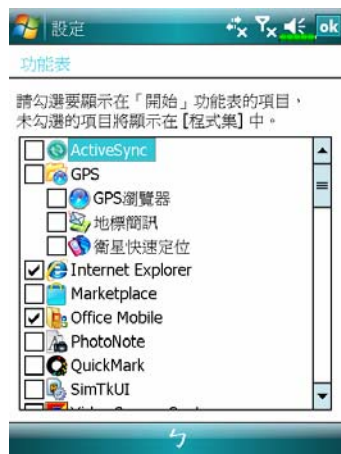 設定
ok
功能表
請勾選要顯示在「開始」功能表的項目，
未勾選的項目將顯示在 [程式集] 中。
ActiveSync
GPS
GPS瀏覽器
地標簡訊
衛星快速定位
Internet Explorer
Marketplace
Office Mobile
PhotoNote
QuickMark
SimTkUI
ㄅ